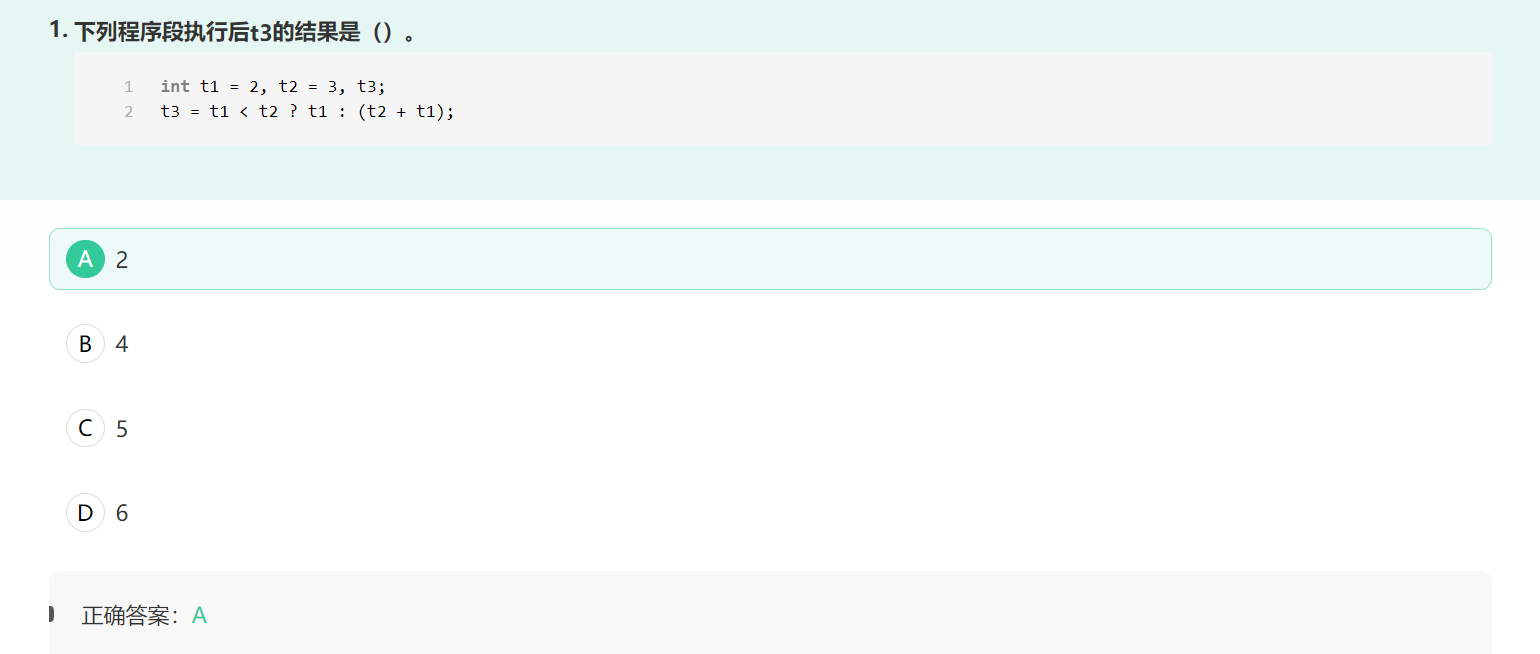 1. 下列程序段执行后t3的结果是（）。
1 int t1 = 2, t2 = 3, t3;
2 t3 = t1 < t2 ? t1 : (t2 + t1);
A 2
B 4
C 5
D 6
正确答案：A